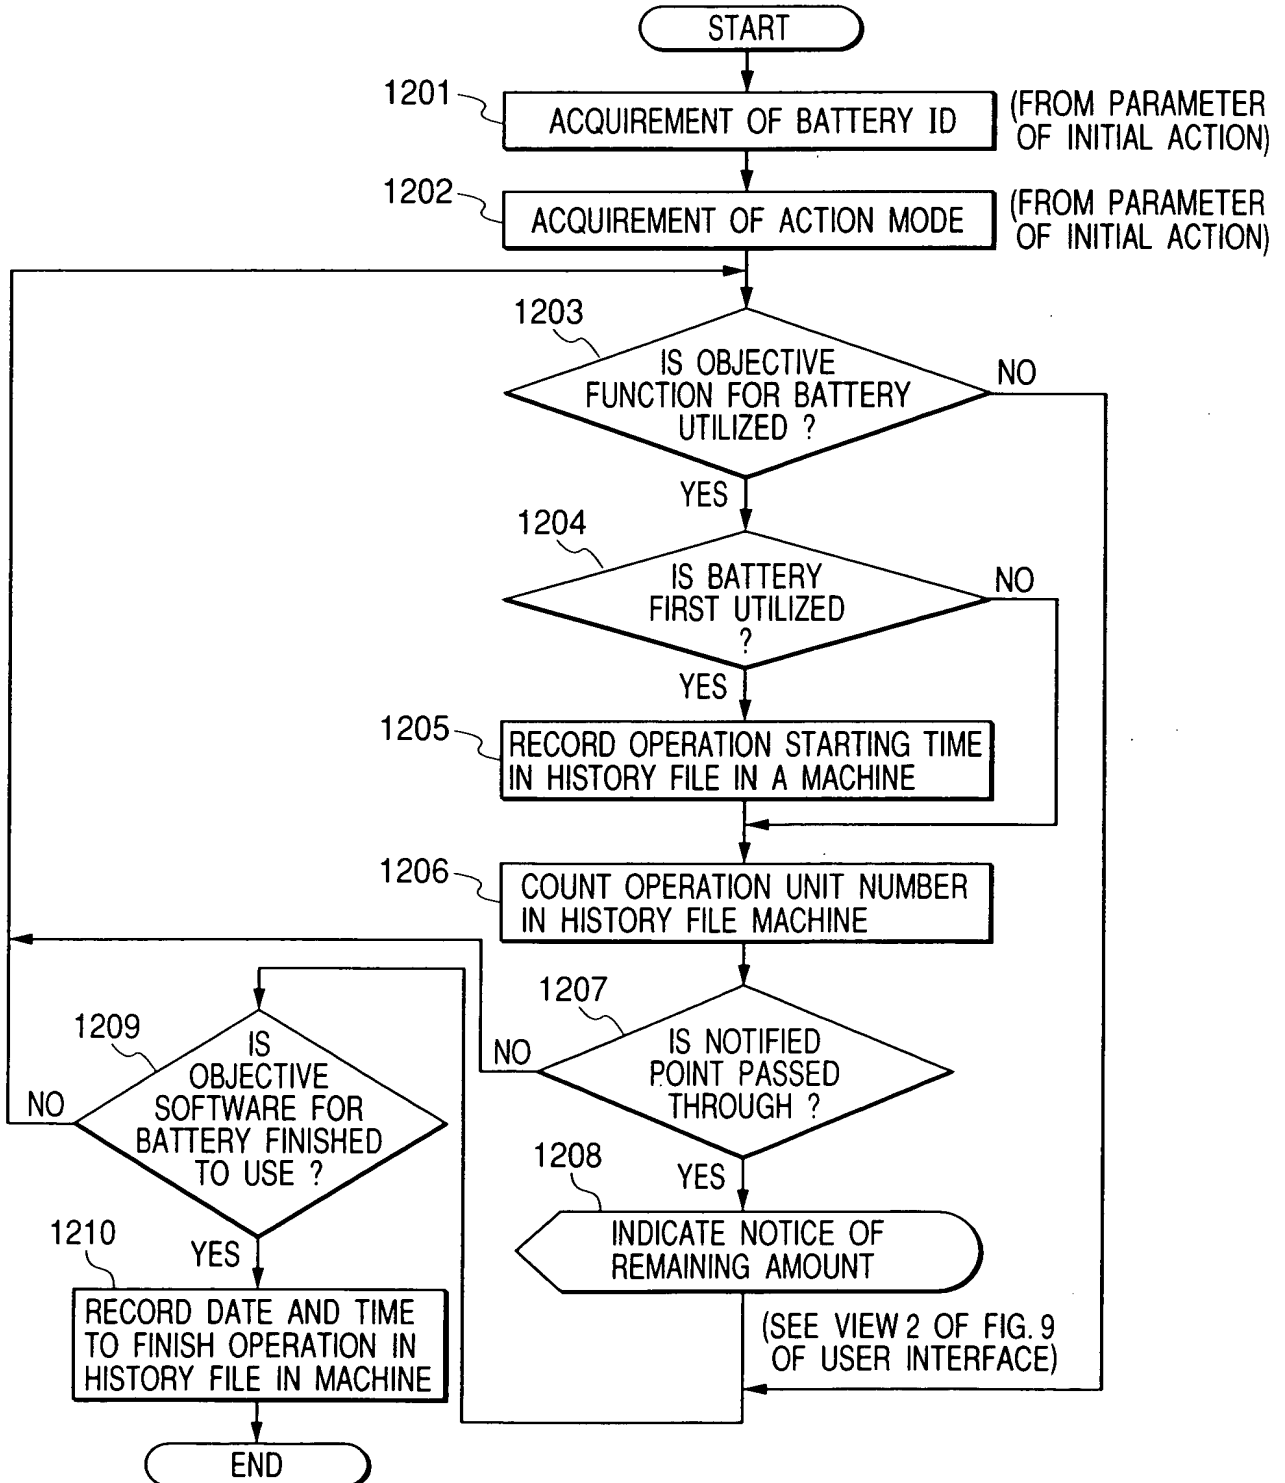 START
1201
ACQUIREMENT OF BATTERY ID
(FROM PARAMETER
OF INITIAL ACTION)
1202
ACQUIREMENT OF ACTION MODE
(FROM PARAMETER
OF INITIAL ACTION)
1203
IS OBJECTIVE
FUNCTION FOR BATTERY
UTILIZED ?
NO
YES
1204
IS BATTERY
FIRST UTILIZED
?
NO
YES
1205
RECORD OPERATION STARTING TIME
IN HISTORY FILE IN A MACHINE
1206
COUNT OPERATION UNIT NUMBER
IN HISTORY FILE MACHINE
1207
IS NOTIFIED
POINT PASSED
THROUGH ?
NO
YES
1208
INDICATE NOTICE OF
REMAINING AMOUNT
(SEE VIEW 2 OF FIG. 9
OF USER INTERFACE)
1209
IS
OBJECTIVE
SOFTWARE FOR
BATTERY FINISHED
TO USE ?
NO
YES
1210
RECORD DATE AND TIME
TO FINISH OPERATION IN
HISTORY FILE IN MACHINE
END